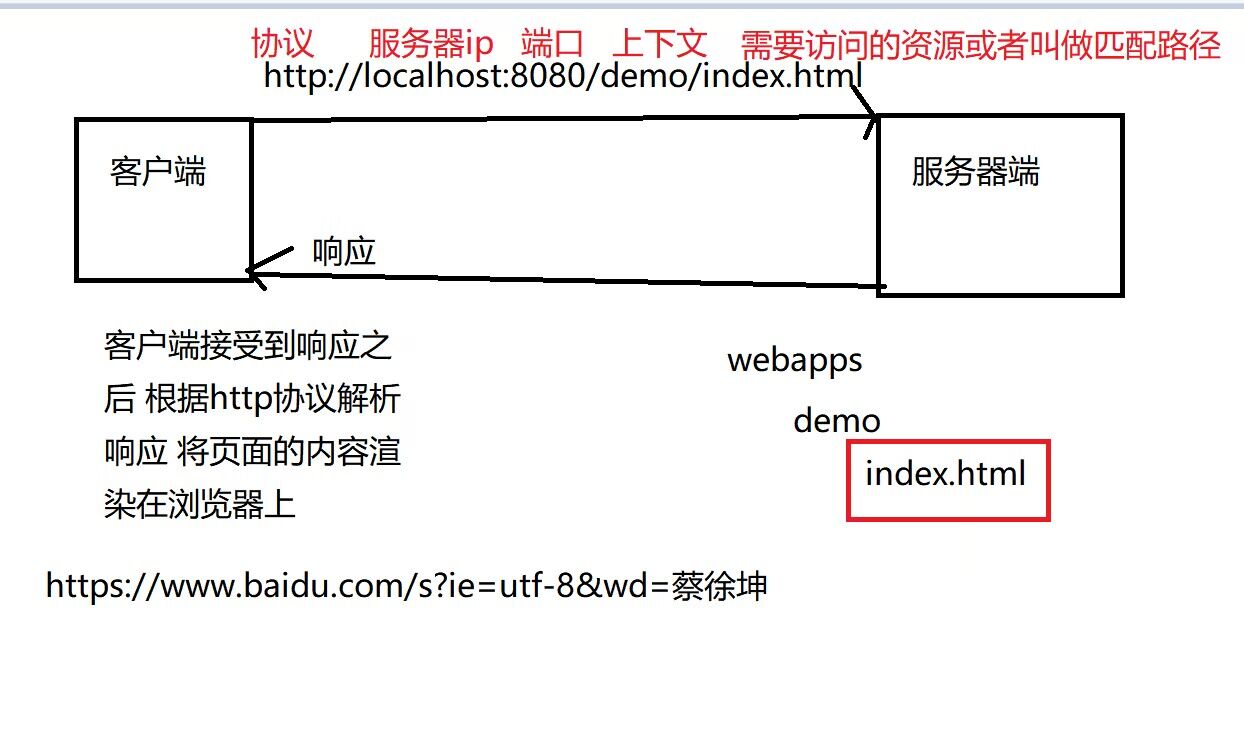 协议 服务器ip 端口 上下文 需要访问的资源或者叫做匹配路径
http://localhost:8080/demo/index.html
客户端
服务器端
响应
客户端接受到响应之
后 根据http协议解析
响应 将页面的内容渲
染在浏览器上
webapps
demo
index.html
https://www.baidu.com/s?ie=utf-8&wd=蔡徐坤